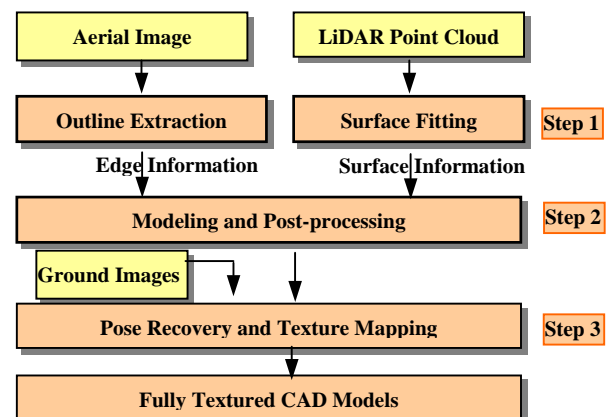 Aerial Image
LiDAR Point Cloud
Outline Extraction
Surface Fitting
Step 1
Edge Information
Surface Information
Modeling and Post-processing
Step 2
Ground Images
Pose Recovery and Texture Mapping
Step 3
Fully Textured CAD Models